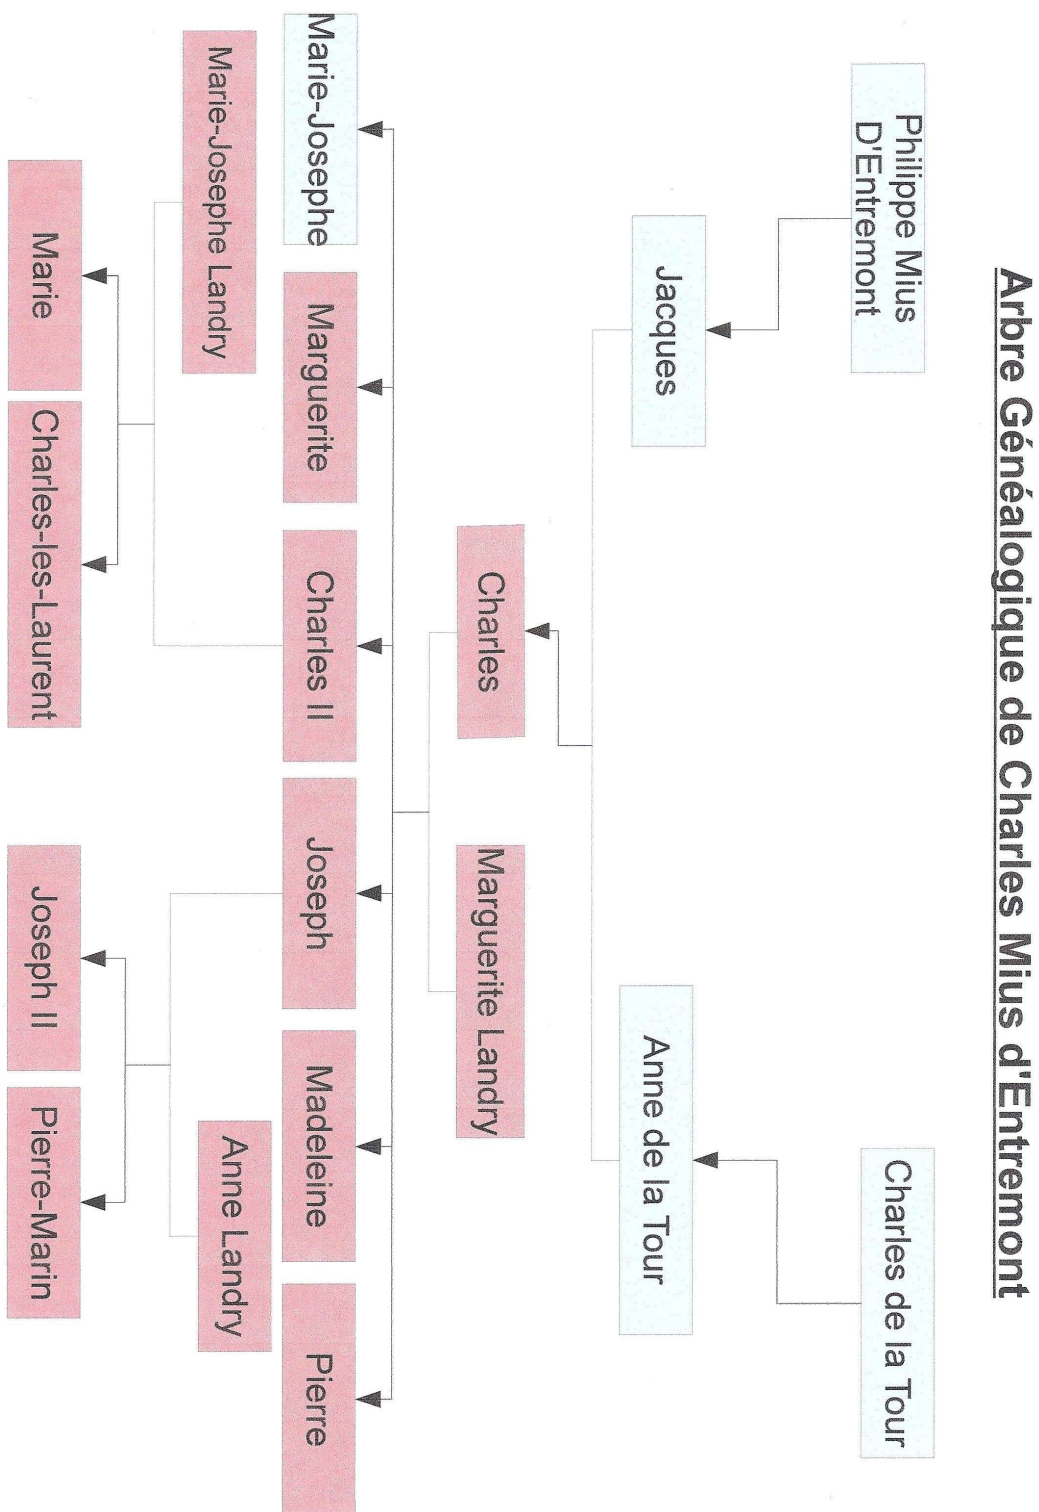 Arbre Généalogique de Charles Mius d'Entremont
Philippe Mius
D'Entremont
Charles de la Tour
Jacques
Anne de la Tour
Charles
Marguerite Landry
Marie-Josephe
Marguerite
Charles II
Joseph
Madeleine
Pierre
Marie-Josephe Landry
Anne Landry
Marie
Charles-les-Laurent
Joseph II
Pierre-Marin